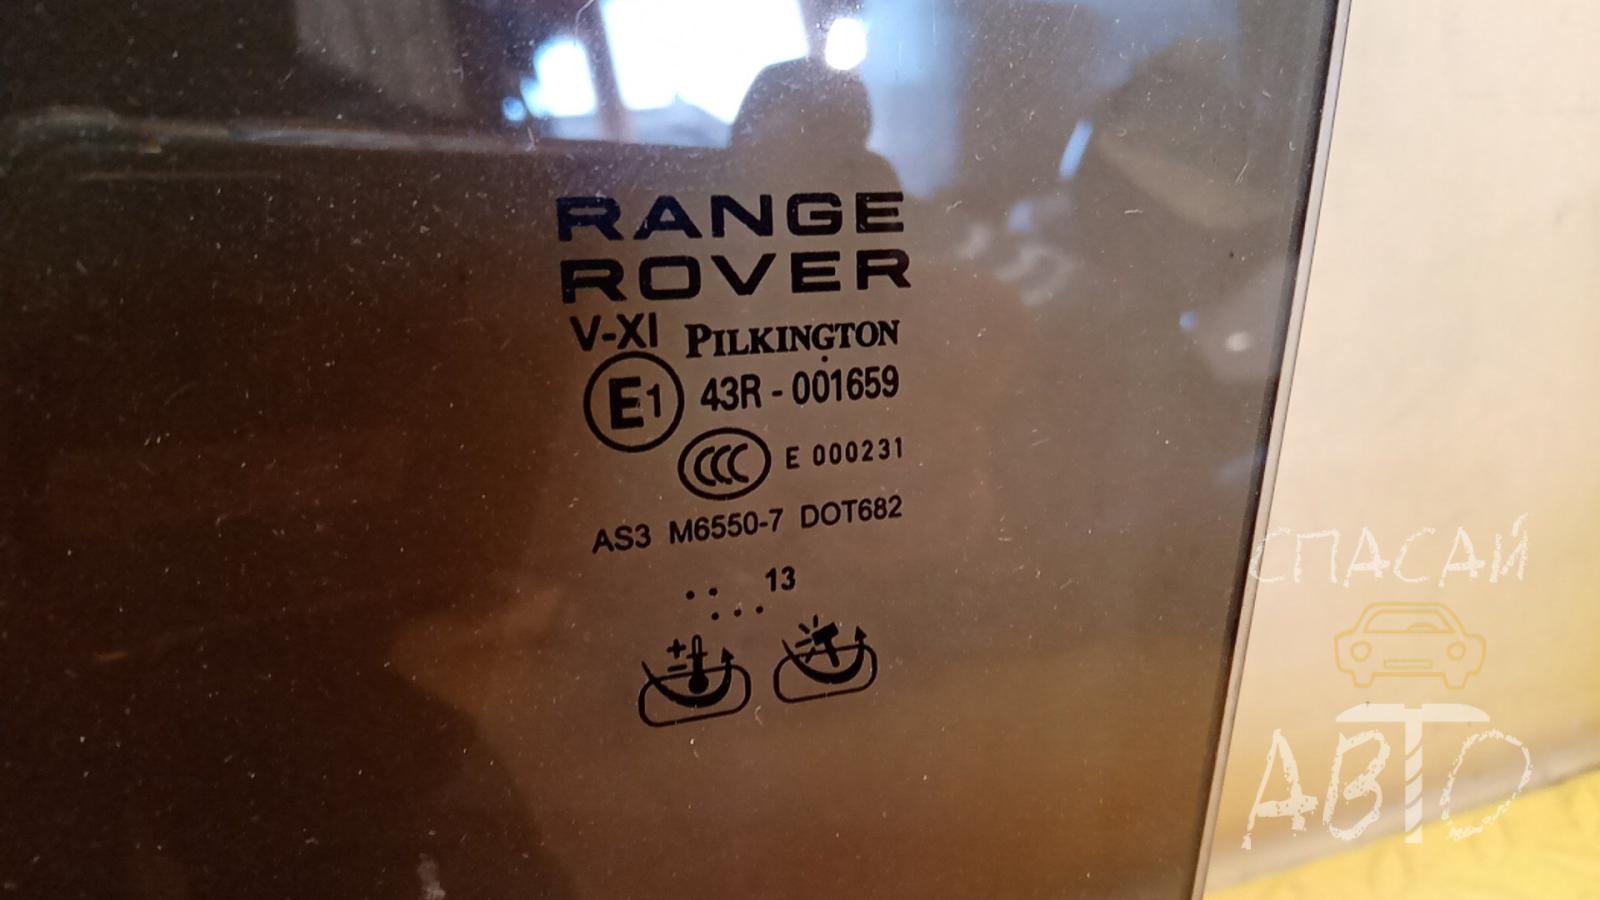 RANGE
ROVER
V-XI PILKINGTON
E1 43R - 001659
CCC E 000231
AS3 M6550-7 DOT682
.. 13
: . .
+
-
СПАСАЙ
АВТО